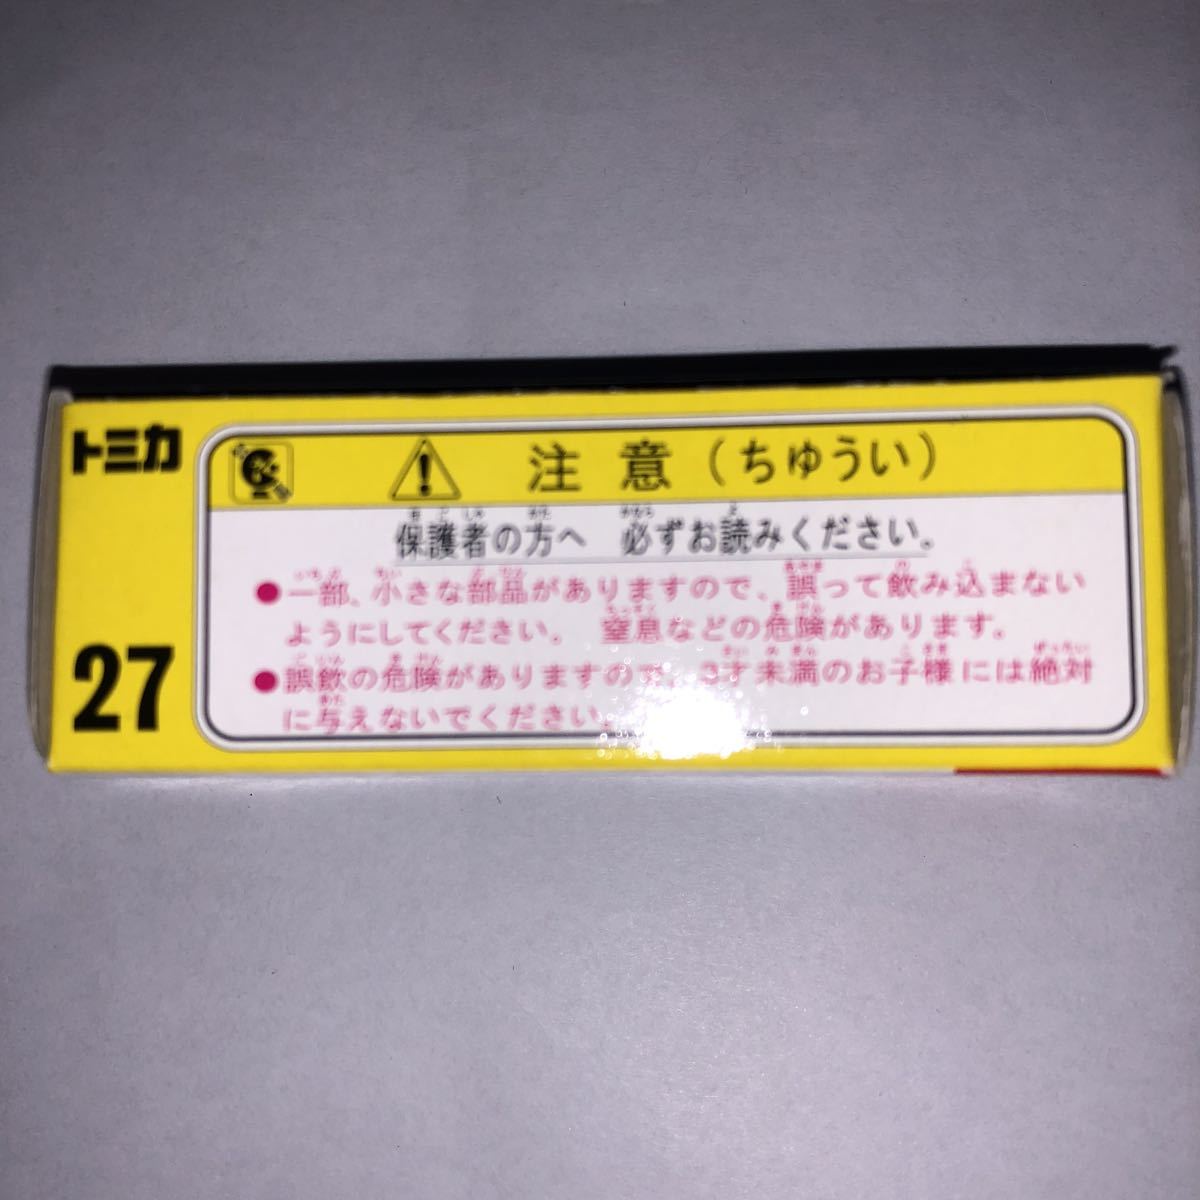 トミカ
27
注意（ちゅうい）
保護者の方へ 必ずお読みください。
●一部、小さな部品がありますので、誤って飲み込まない
ようにしてください。 窒息などの危険があります。
●誤飲の危険がありますので、3才未満のお子様には絶対
に与えないでください。